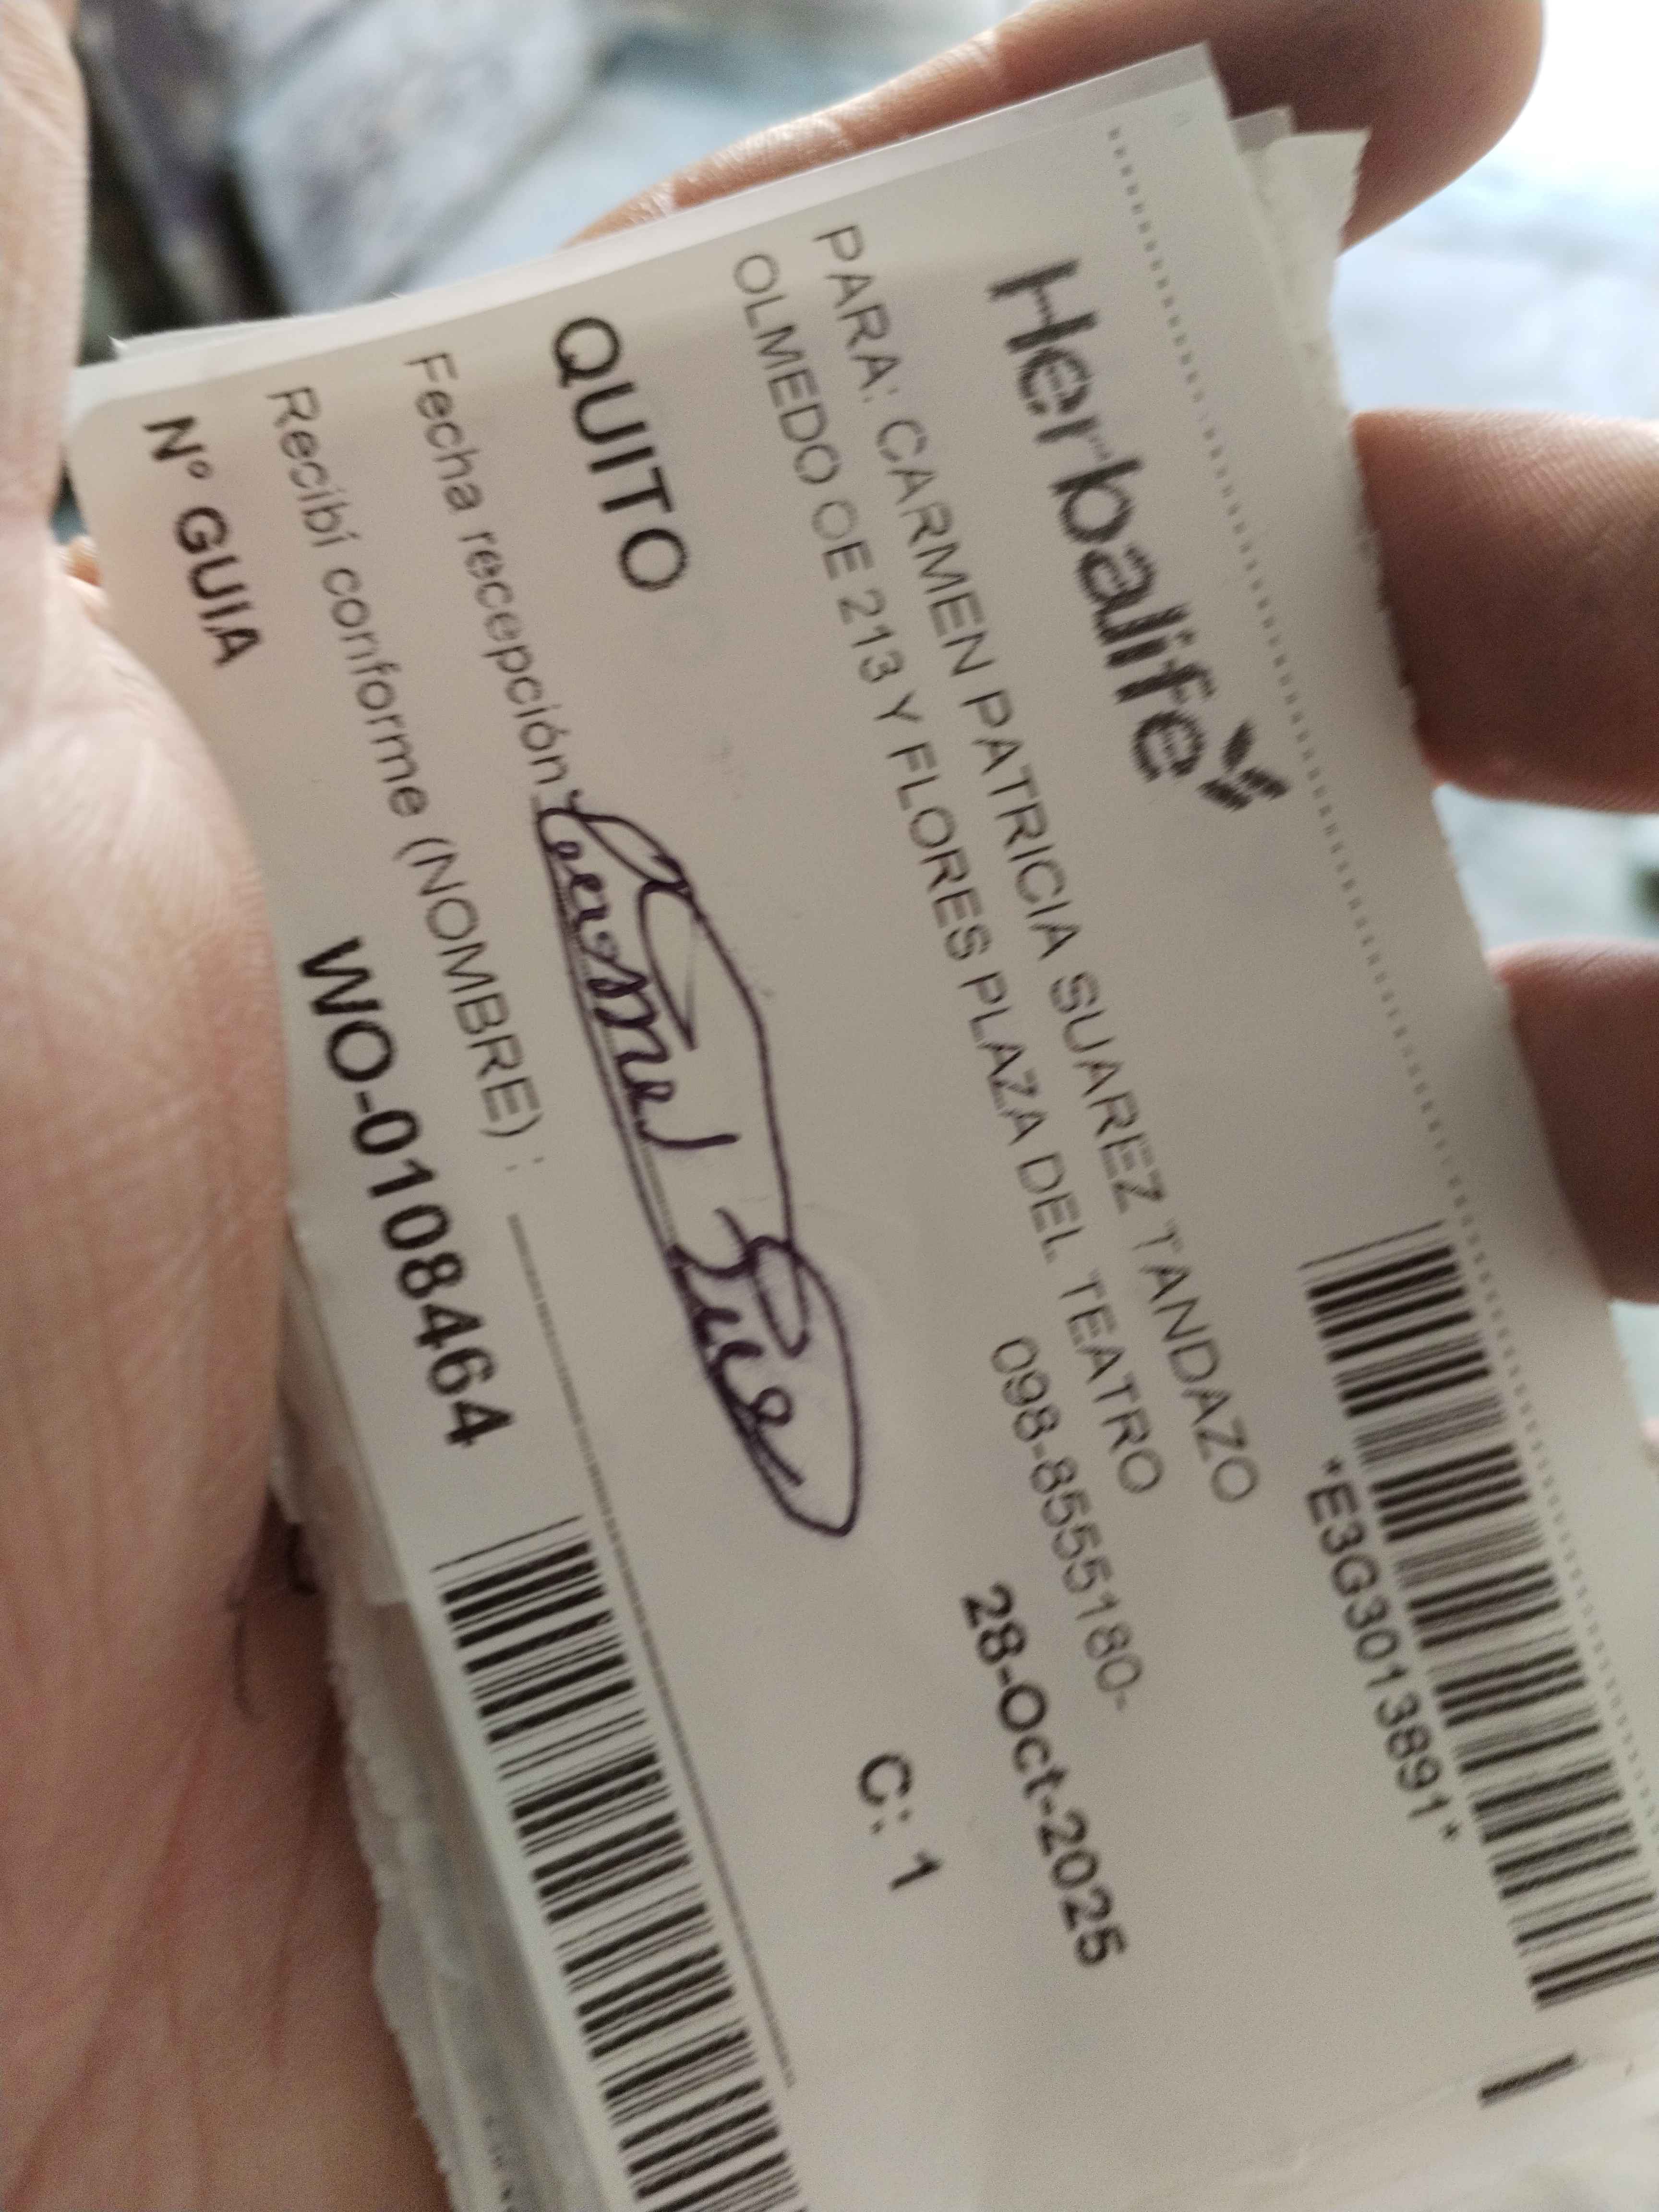 Herbalife
*E3G3013891*
PARA: CARMEN PATRICIA SUAREZ TANDAZO
OLMEDO OE 213 Y FLORES PLAZA DEL TEATRO
098-8555180-
28-Oct-2025
QUITO
C: 1
Fecha recepción
Recibí conforme (NOMBRE) :
Nº GUIA WO-0108464